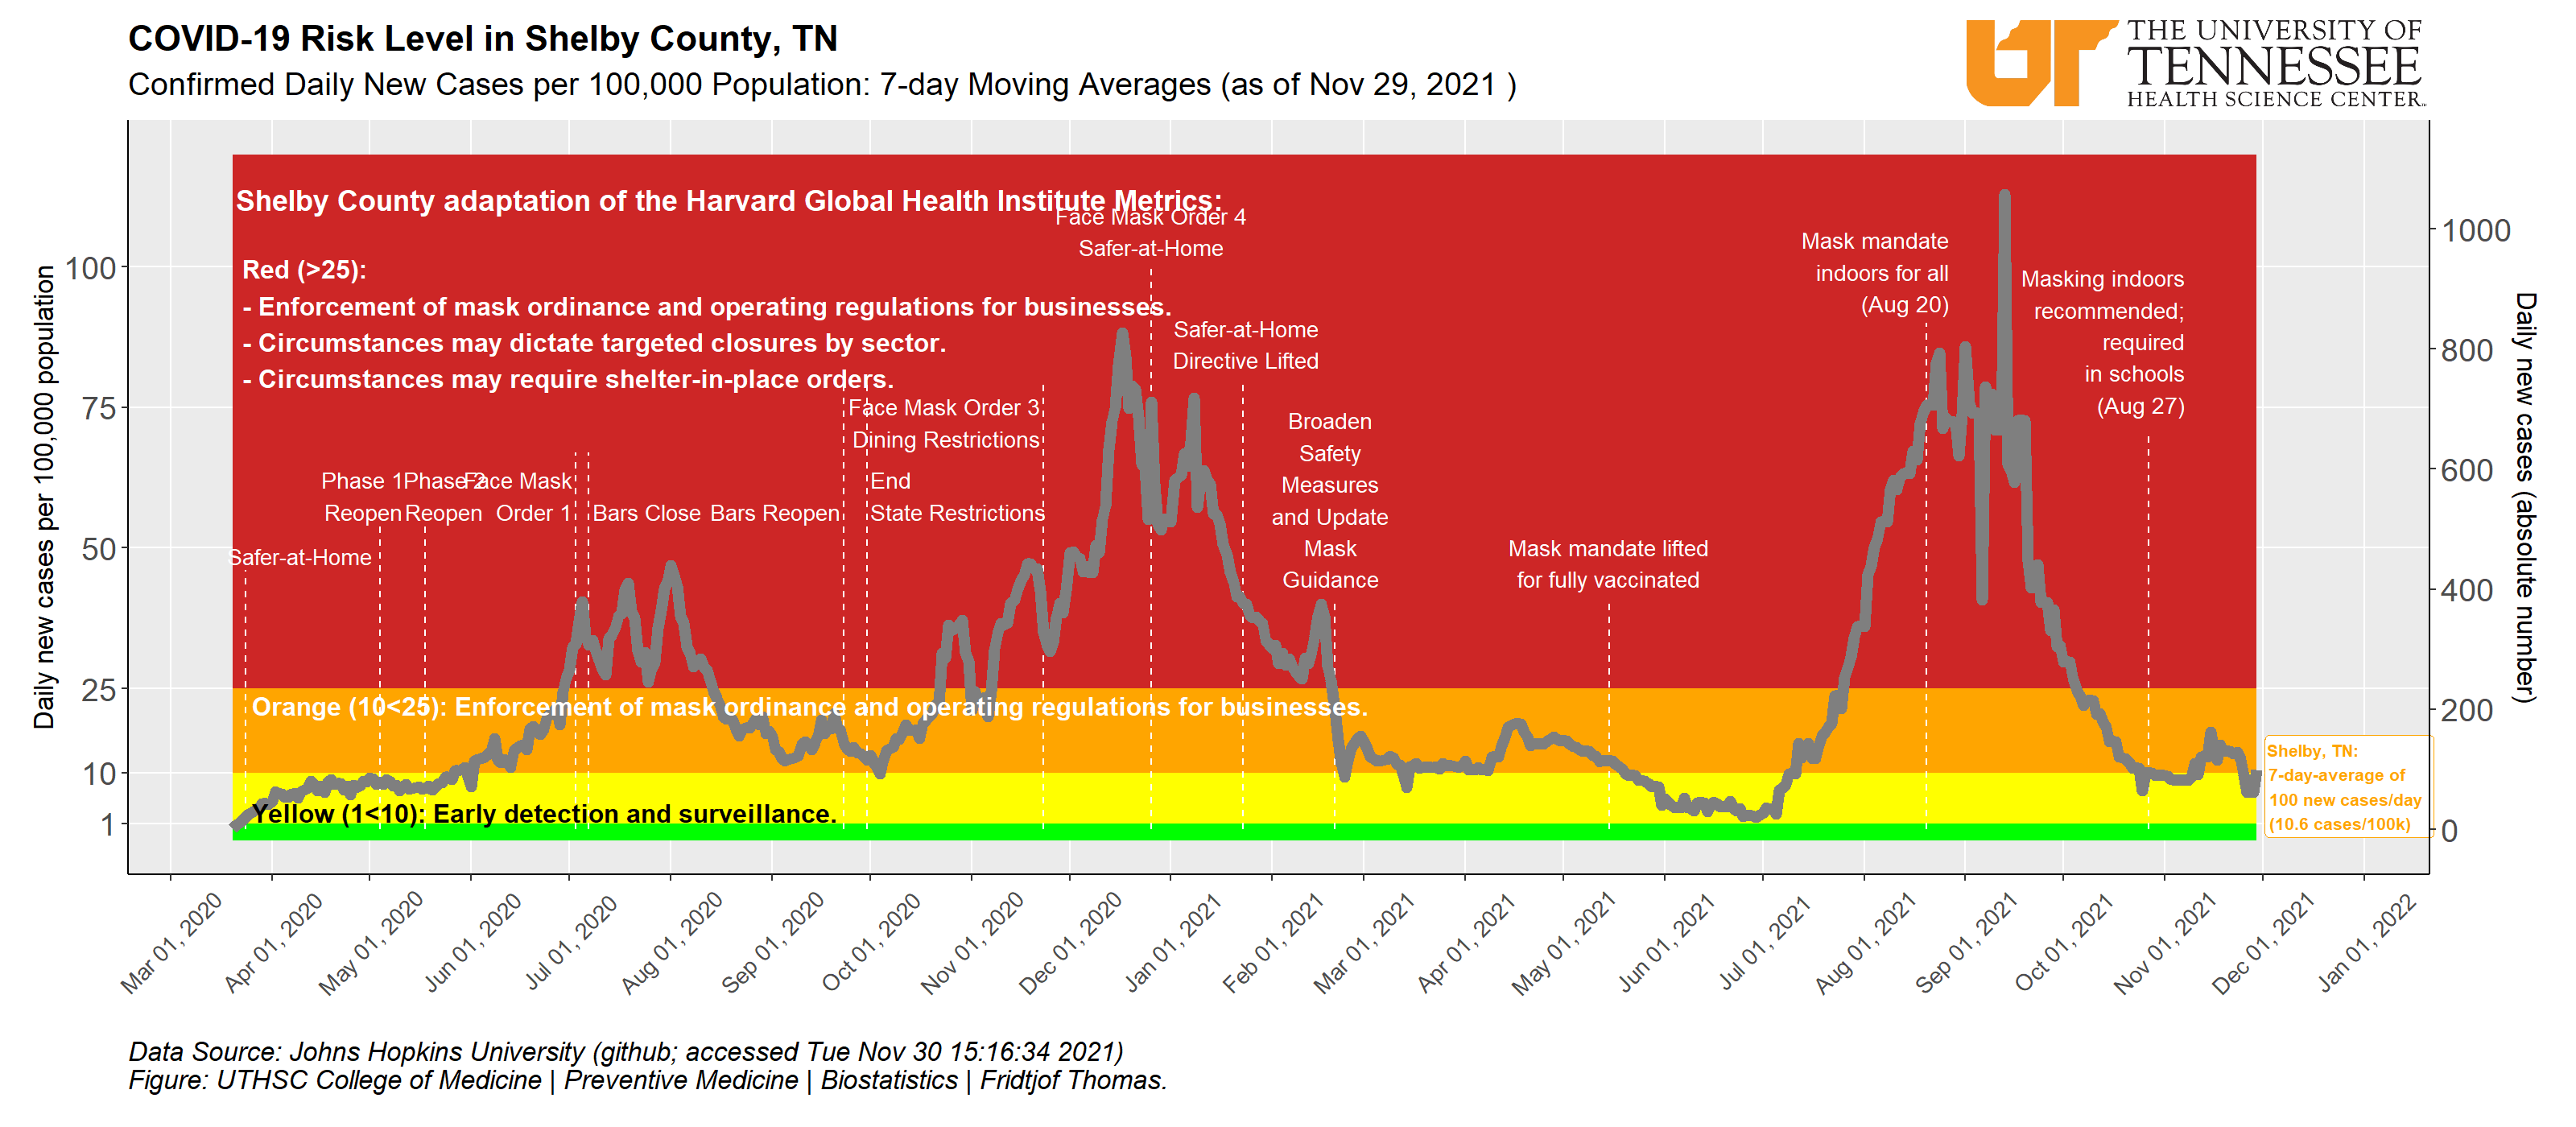 COVID-19 Risk Level in Shelby County, TN
Confirmed Daily New Cases per 100,000 Population: 7-day Moving Averages (as of Nov 29, 2021 )
UT
THE UNIVERSITY OF
TENNESSEE
HEALTH SCIENCE CENTER™
Daily new cases per 100,000 population
100
75
50
25
10
1
Shelby County adaptation of the Harvard Global Health Institute Metrics:
Red (>25):
- Enforcement of mask ordinance and operating regulations for businesses.
- Circumstances may dictate targeted closures by sector.
- Circumstances may require shelter-in-place orders.
Safer-at-Home
Phase 1
Reopen
Phase 2
Reopen
Face Mask
Order 1
Bars Close
Bars Reopen
End
State Restrictions
Face Mask Order 3
Dining Restrictions
Face Mask Order 4
Safer-at-Home
Safer-at-Home
Directive Lifted
Broaden
Safety
Measures
and Update
Mask
Guidance
Mask mandate lifted
for fully vaccinated
Mask mandate
indoors for all
(Aug 20)
Masking indoors
recommended;
required
in schools
(Aug 27)
Orange (10<25): Enforcement of mask ordinance and operating regulations for businesses.
Yellow (1<10): Early detection and surveillance.
Shelby, TN:
7-day-average of
100 new cases/day
(10.6 cases/100k)
1000
800
600
400
200
0
Daily new cases (absolute number)
Mar 01, 2020
Apr 01, 2020
May 01, 2020
Jun 01, 2020
Jul 01, 2020
Aug 01, 2020
Sep 01, 2020
Oct 01, 2020
Nov 01, 2020
Dec 01, 2020
Jan 01, 2021
Feb 01, 2021
Mar 01, 2021
Apr 01, 2021
May 01, 2021
Jun 01, 2021
Jul 01, 2021
Aug 01, 2021
Sep 01, 2021
Oct 01, 2021
Nov 01, 2021
Dec 01, 2021
Jan 01, 2022
Data Source: Johns Hopkins University (github; accessed Tue Nov 30 15:16:34 2021)
Figure: UTHSC College of Medicine | Preventive Medicine | Biostatistics | Fridtjof Thomas.